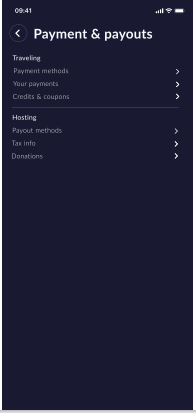 09:41
Payment & payouts
Traveling
Payment methods
Your payments
Credits & coupons
Hosting
Payout methods
Tax info
Donations